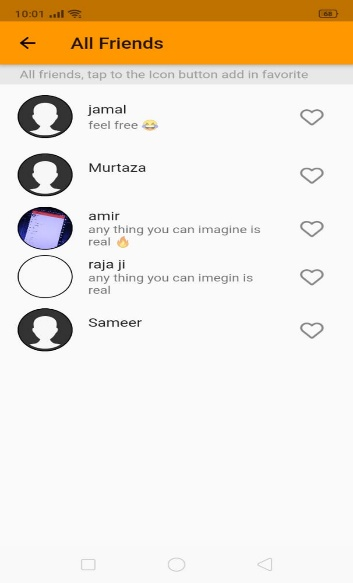 10:01 68
All Friends
All friends, tap to the Icon button add in favorite
jamal
feel free 😂
Murtaza
amir
any thing you can imagine is
real 🔥
raja ji
any thing you can imegin is
real
Sameer